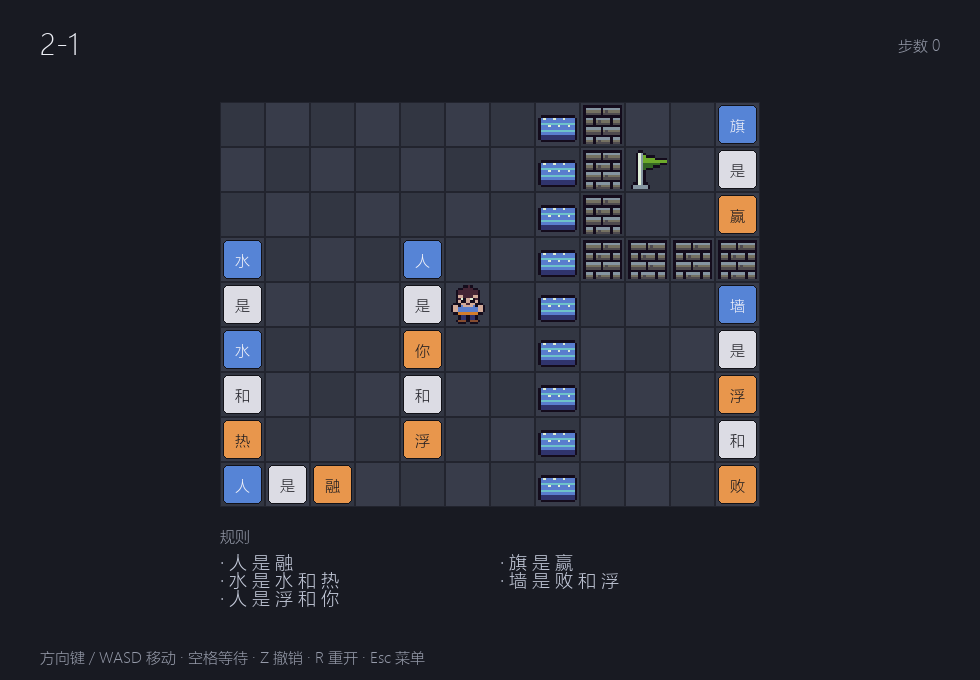 2-1
步数 0
旗
是
赢
水 人
是 是 墙
水 你 是
和 和 浮
热 浮 和
人 是 融 败
规则
· 人 是 融
· 水 是 水 和 热
· 人 是 浮 和 你
· 旗 是 赢
· 墙 是 败 和 浮
方向键 / WASD 移动 · 空格等待 · Z 撤销 · R 重开 · Esc 菜单